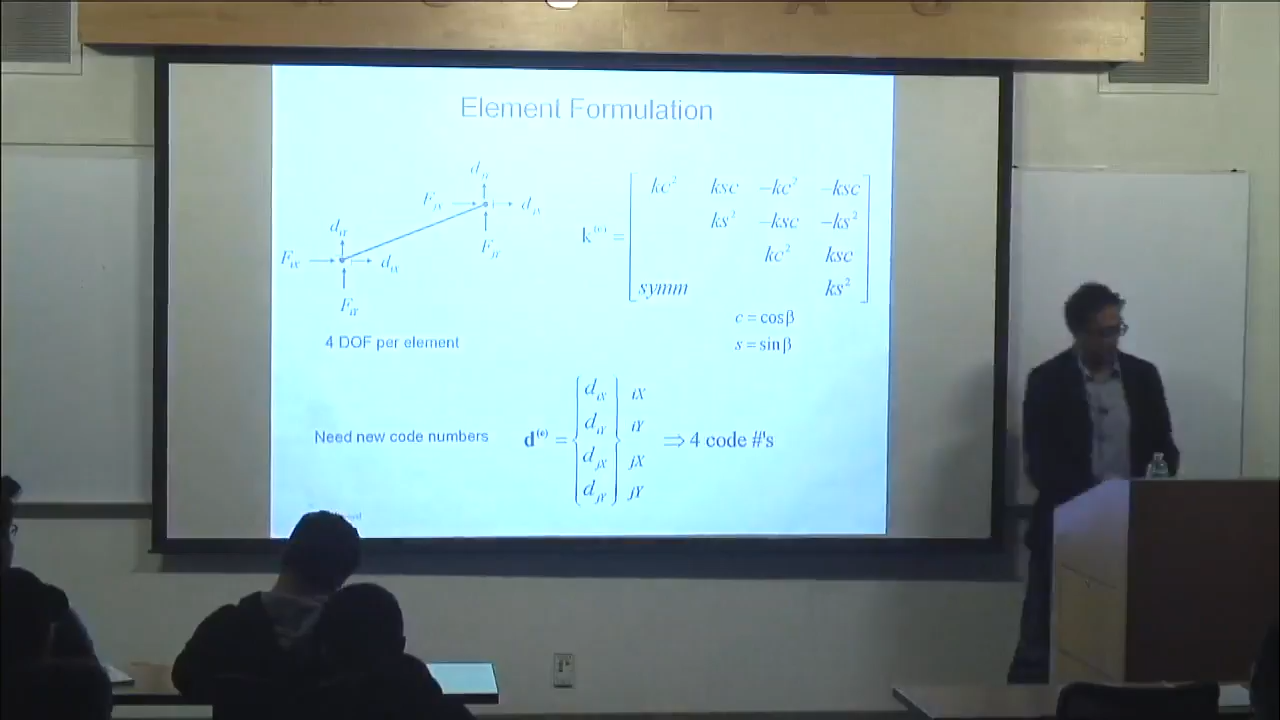 Element Formulation
d_jY
F_jX d_jX
F_jY
d_iY
F_iX d_iX
F_iY
4 DOF per element
k^(e) = [ kc² ksc −kc² −ksc
ks² −ksc −ks²
kc² ksc
symm ks² ]
c = cosβ
s = sinβ
Need new code numbers
d^(e) = { d_iX iX
d_iY iY
d_jX jX
d_jY } jY
⇒ 4 code #'s